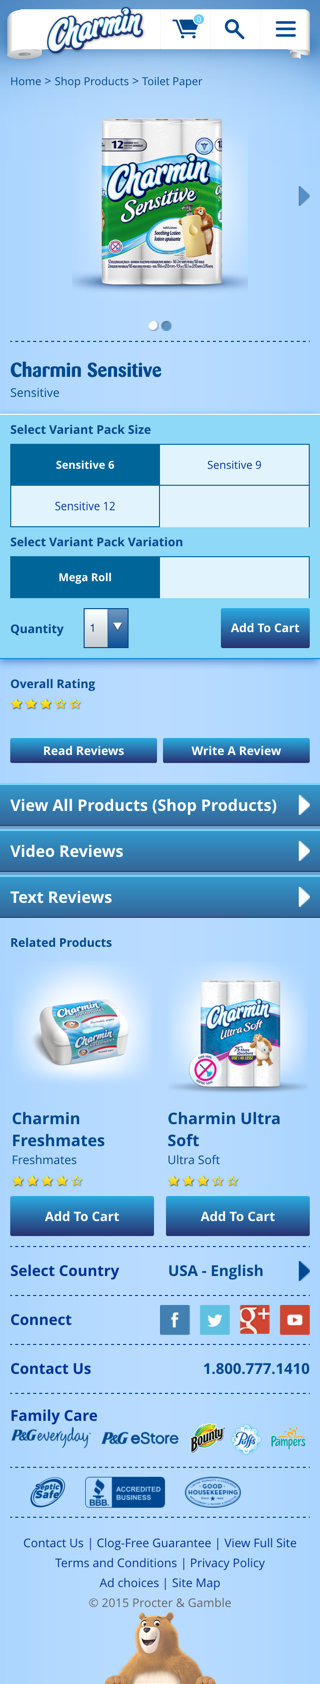 Charmin
0
Home > Shop Products > Toilet Paper
12
Charmin
Sensitive
Soothing Lotion
Charmin Sensitive
Sensitive
Select Variant Pack Size
Sensitive 6
Sensitive 9
Sensitive 12
Select Variant Pack Variation
Mega Roll
Quantity
1
Add To Cart
Overall Rating
Read Reviews
Write A Review
View All Products (Shop Products)
Video Reviews
Text Reviews
Related Products
Charmin
Charmin
Ultra Soft
Charmin
Freshmates
Charmin Ultra
Soft
Freshmates
Ultra Soft
Add To Cart
Add To Cart
Select Country
USA - English
Connect
f
g+
Contact Us
1.800.777.1410
Family Care
P&G everyday
P&G eStore
Bounty
Puffs
Pampers
Septic Safe
BBB.
ACCREDITED
BUSINESS
GOOD
HOUSEKEEPING
Contact Us | Clog-Free Guarantee | View Full Site
Terms and Conditions | Privacy Policy
Ad choices | Site Map
© 2015 Procter & Gamble